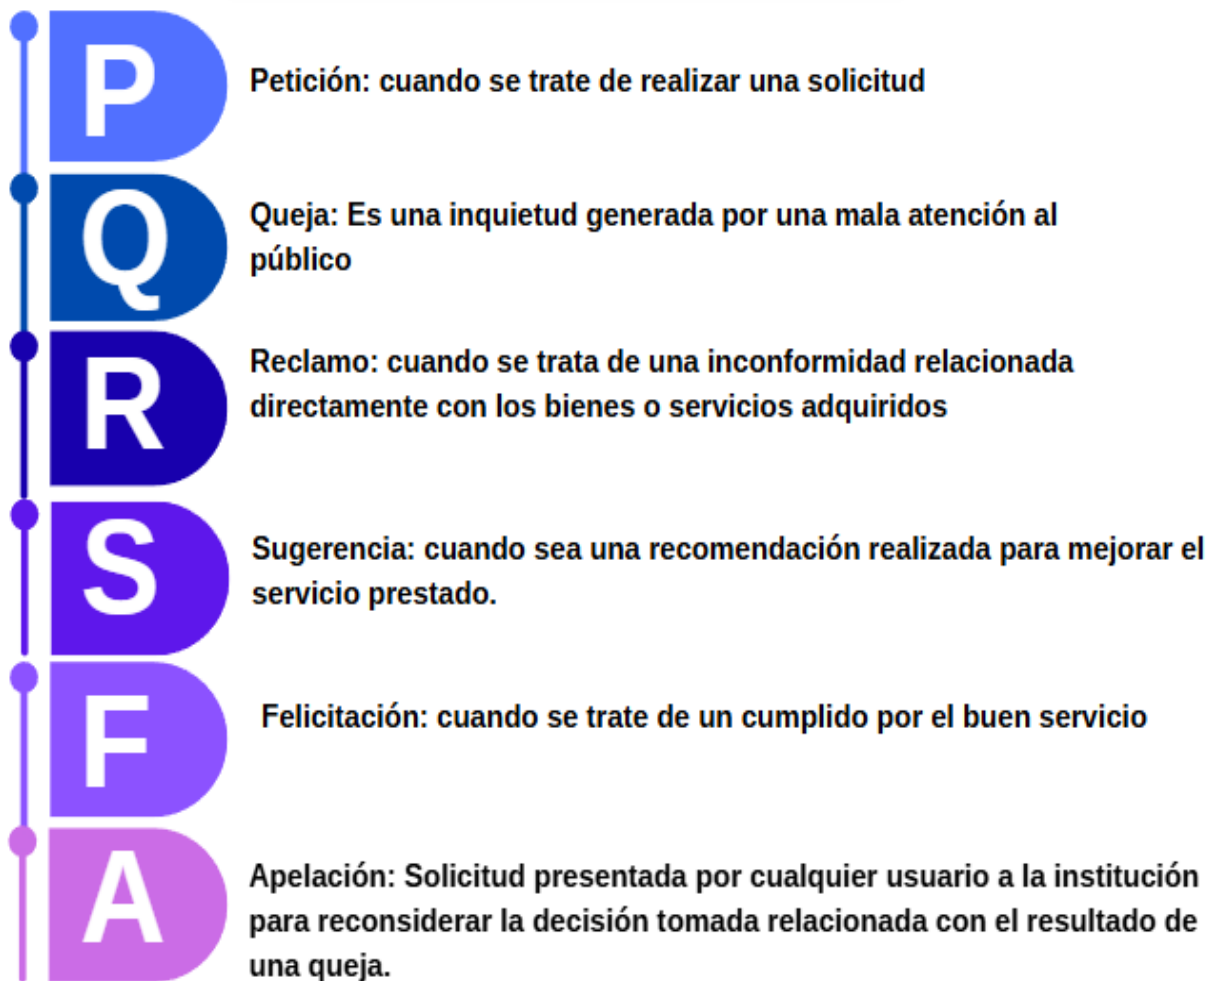 P
Petición: cuando se trate de realizar una solicitud
Q
Queja: Es una inquietud generada por una mala atención al
público
R
Reclamo: cuando se trata de una inconformidad relacionada
directamente con los bienes o servicios adquiridos
S
Sugerencia: cuando sea una recomendación realizada para mejorar el
servicio prestado.
F
Felicitación: cuando se trate de un cumplido por el buen servicio
A
Apelación: Solicitud presentada por cualquier usuario a la institución
para reconsiderar la decisión tomada relacionada con el resultado de
una queja.